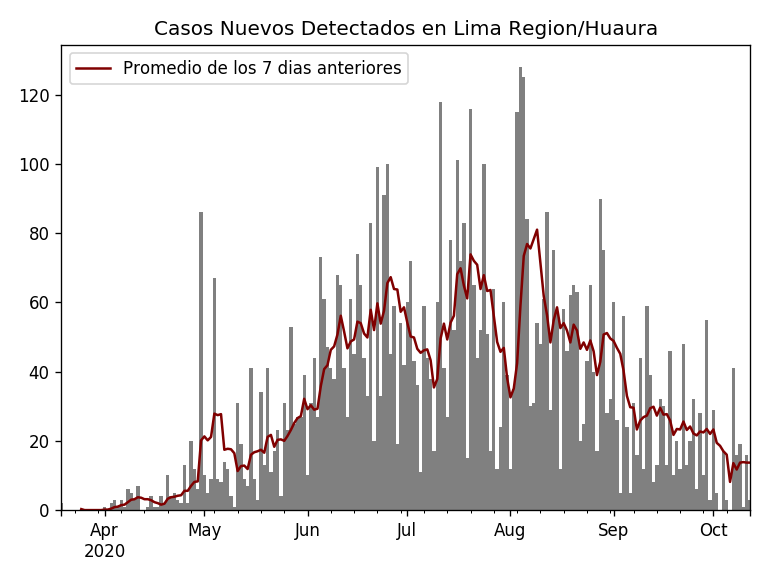 Casos Nuevos Detectados en Lima Region/Huaura
Promedio de los 7 dias anteriores
120
100
80
60
40
20
0
Apr May Jun Jul Aug Sep Oct
2020